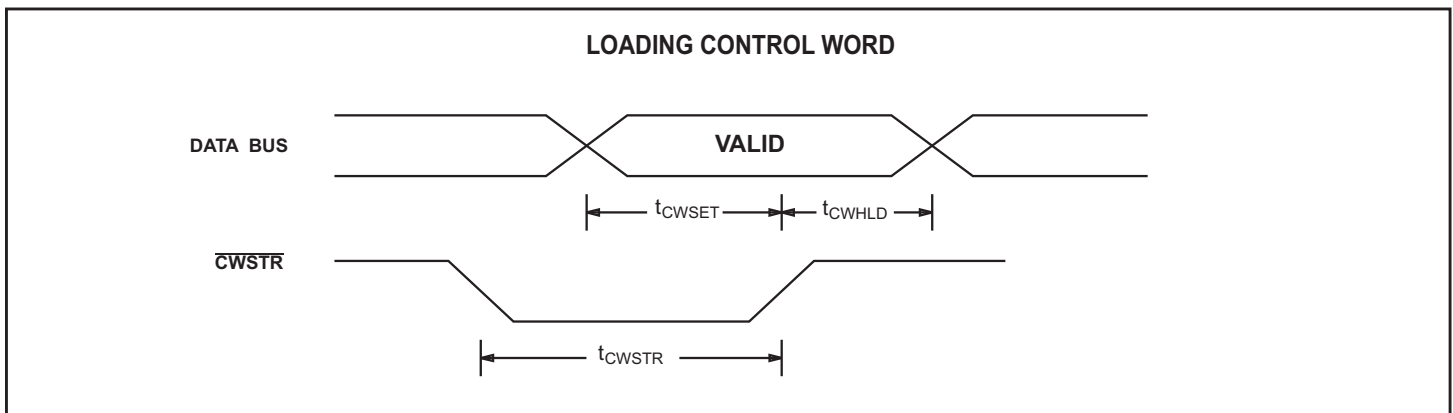 LOADING CONTROL WORD
DATA BUS
VALID
tCWSET
tCWHLD
CWSTR
tCWSTR